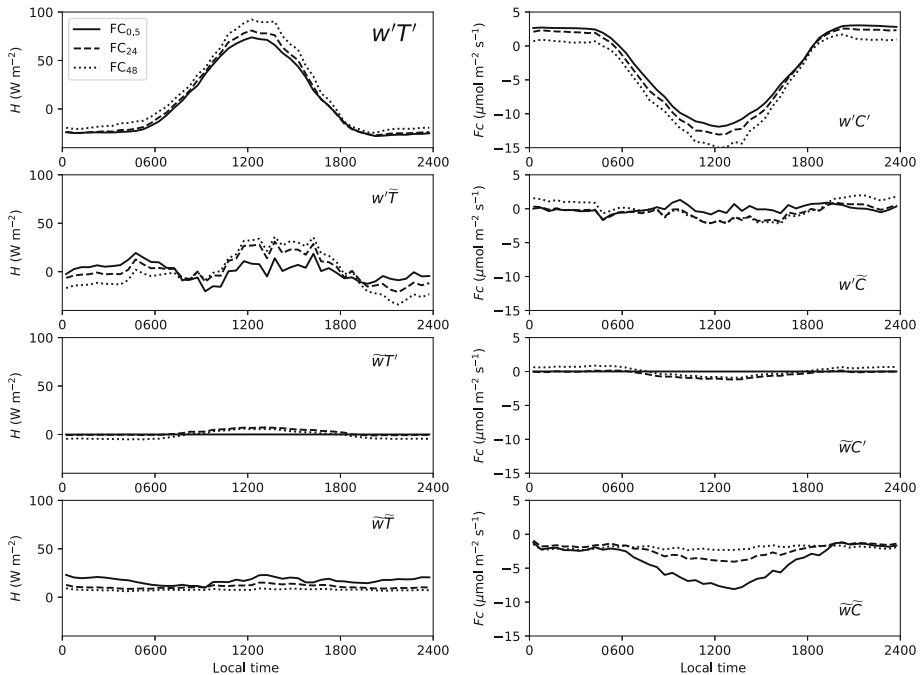 100
50
0
H (W m⁻²)
FC₀,₅
FC₂₄
FC₄₈
w′T′
0 0600 1200 1800 2400
5
0
−5
−10
−15
Fc (μmol m⁻² s⁻¹)
w′C′
0 0600 1200 1800 2400
100
50
0
H (W m⁻²)
w′T̃
0 0600 1200 1800 2400
5
0
−5
−10
−15
Fc (μmol m⁻² s⁻¹)
w′C̃
0 0600 1200 1800 2400
100
50
0
H (W m⁻²)
w̃T′
0 0600 1200 1800 2400
5
0
−5
−10
−15
Fc (μmol m⁻² s⁻¹)
w̃C′
0 0600 1200 1800 2400
100
50
0
H (W m⁻²)
w̃T̃
0 0600 1200 1800 2400
Local time
5
0
−5
−10
−15
Fc (μmol m⁻² s⁻¹)
w̃C̃
0 0600 1200 1800 2400
Local time